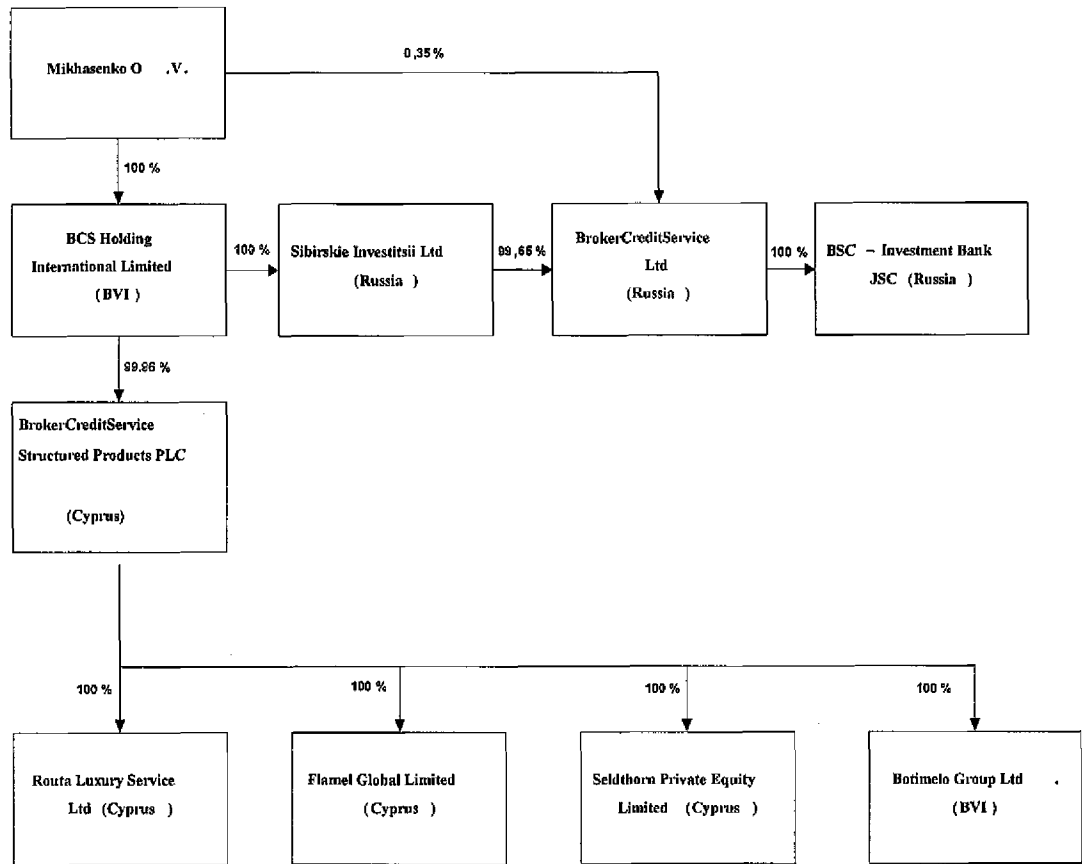 0,35 %
Mikhasenko O .V.
100 %
BCS Holding
International Limited
(BVI )
100 %
Sibirskie Investitsii Ltd
(Russia )
99,65 %
BrokerCreditService
Ltd
(Russia )
100 %
BSC – Investment Bank
JSC (Russia )
99.96 %
BrokerCreditService
Structured Products PLC
(Cyprus)
100 %
100 %
100 %
100 %
Routa Luxury Service
Ltd (Cyprus )
Flamel Global Limited
(Cyprus )
Seldthorn Private Equity
Limited (Cyprus )
Botimelo Group Ltd .
(BVI )